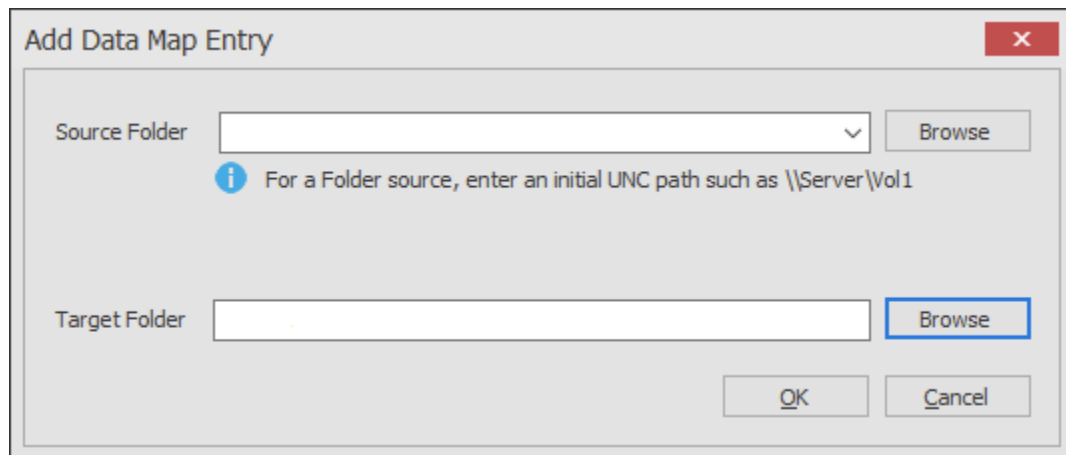 Add Data Map Entry
Source Folder Browse
For a Folder source, enter an initial UNC path such as \\Server\Vol1
Target Folder Browse
OK Cancel